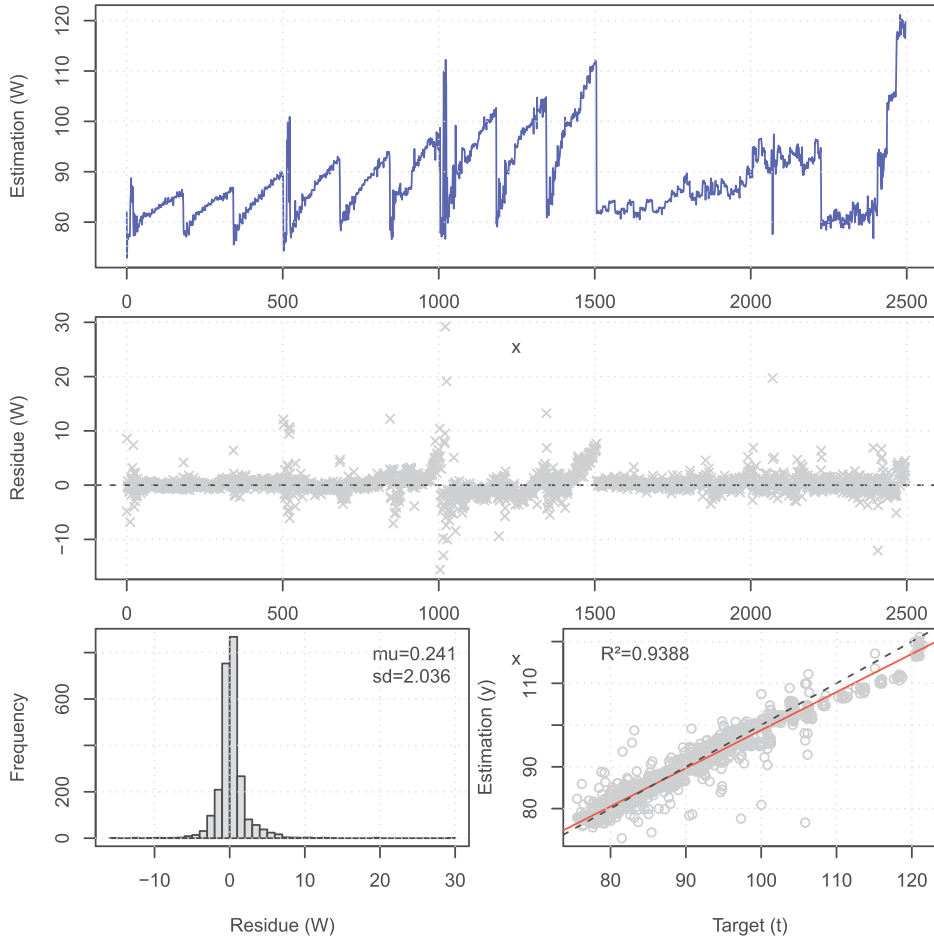 Estimation (W)
120
110
100
90
80
0 500 1000 1500 2000 2500
Residue (W)
30
20
10
0
−10
x
0 500 1000 1500 2000 2500
Frequency
600
200
0
mu=0.241
sd=2.036
−10 0 10 20 30
Residue (W)
x
Estimation (y)
110
90
80
R²=0.9388
80 90 100 110 120
Target (t)